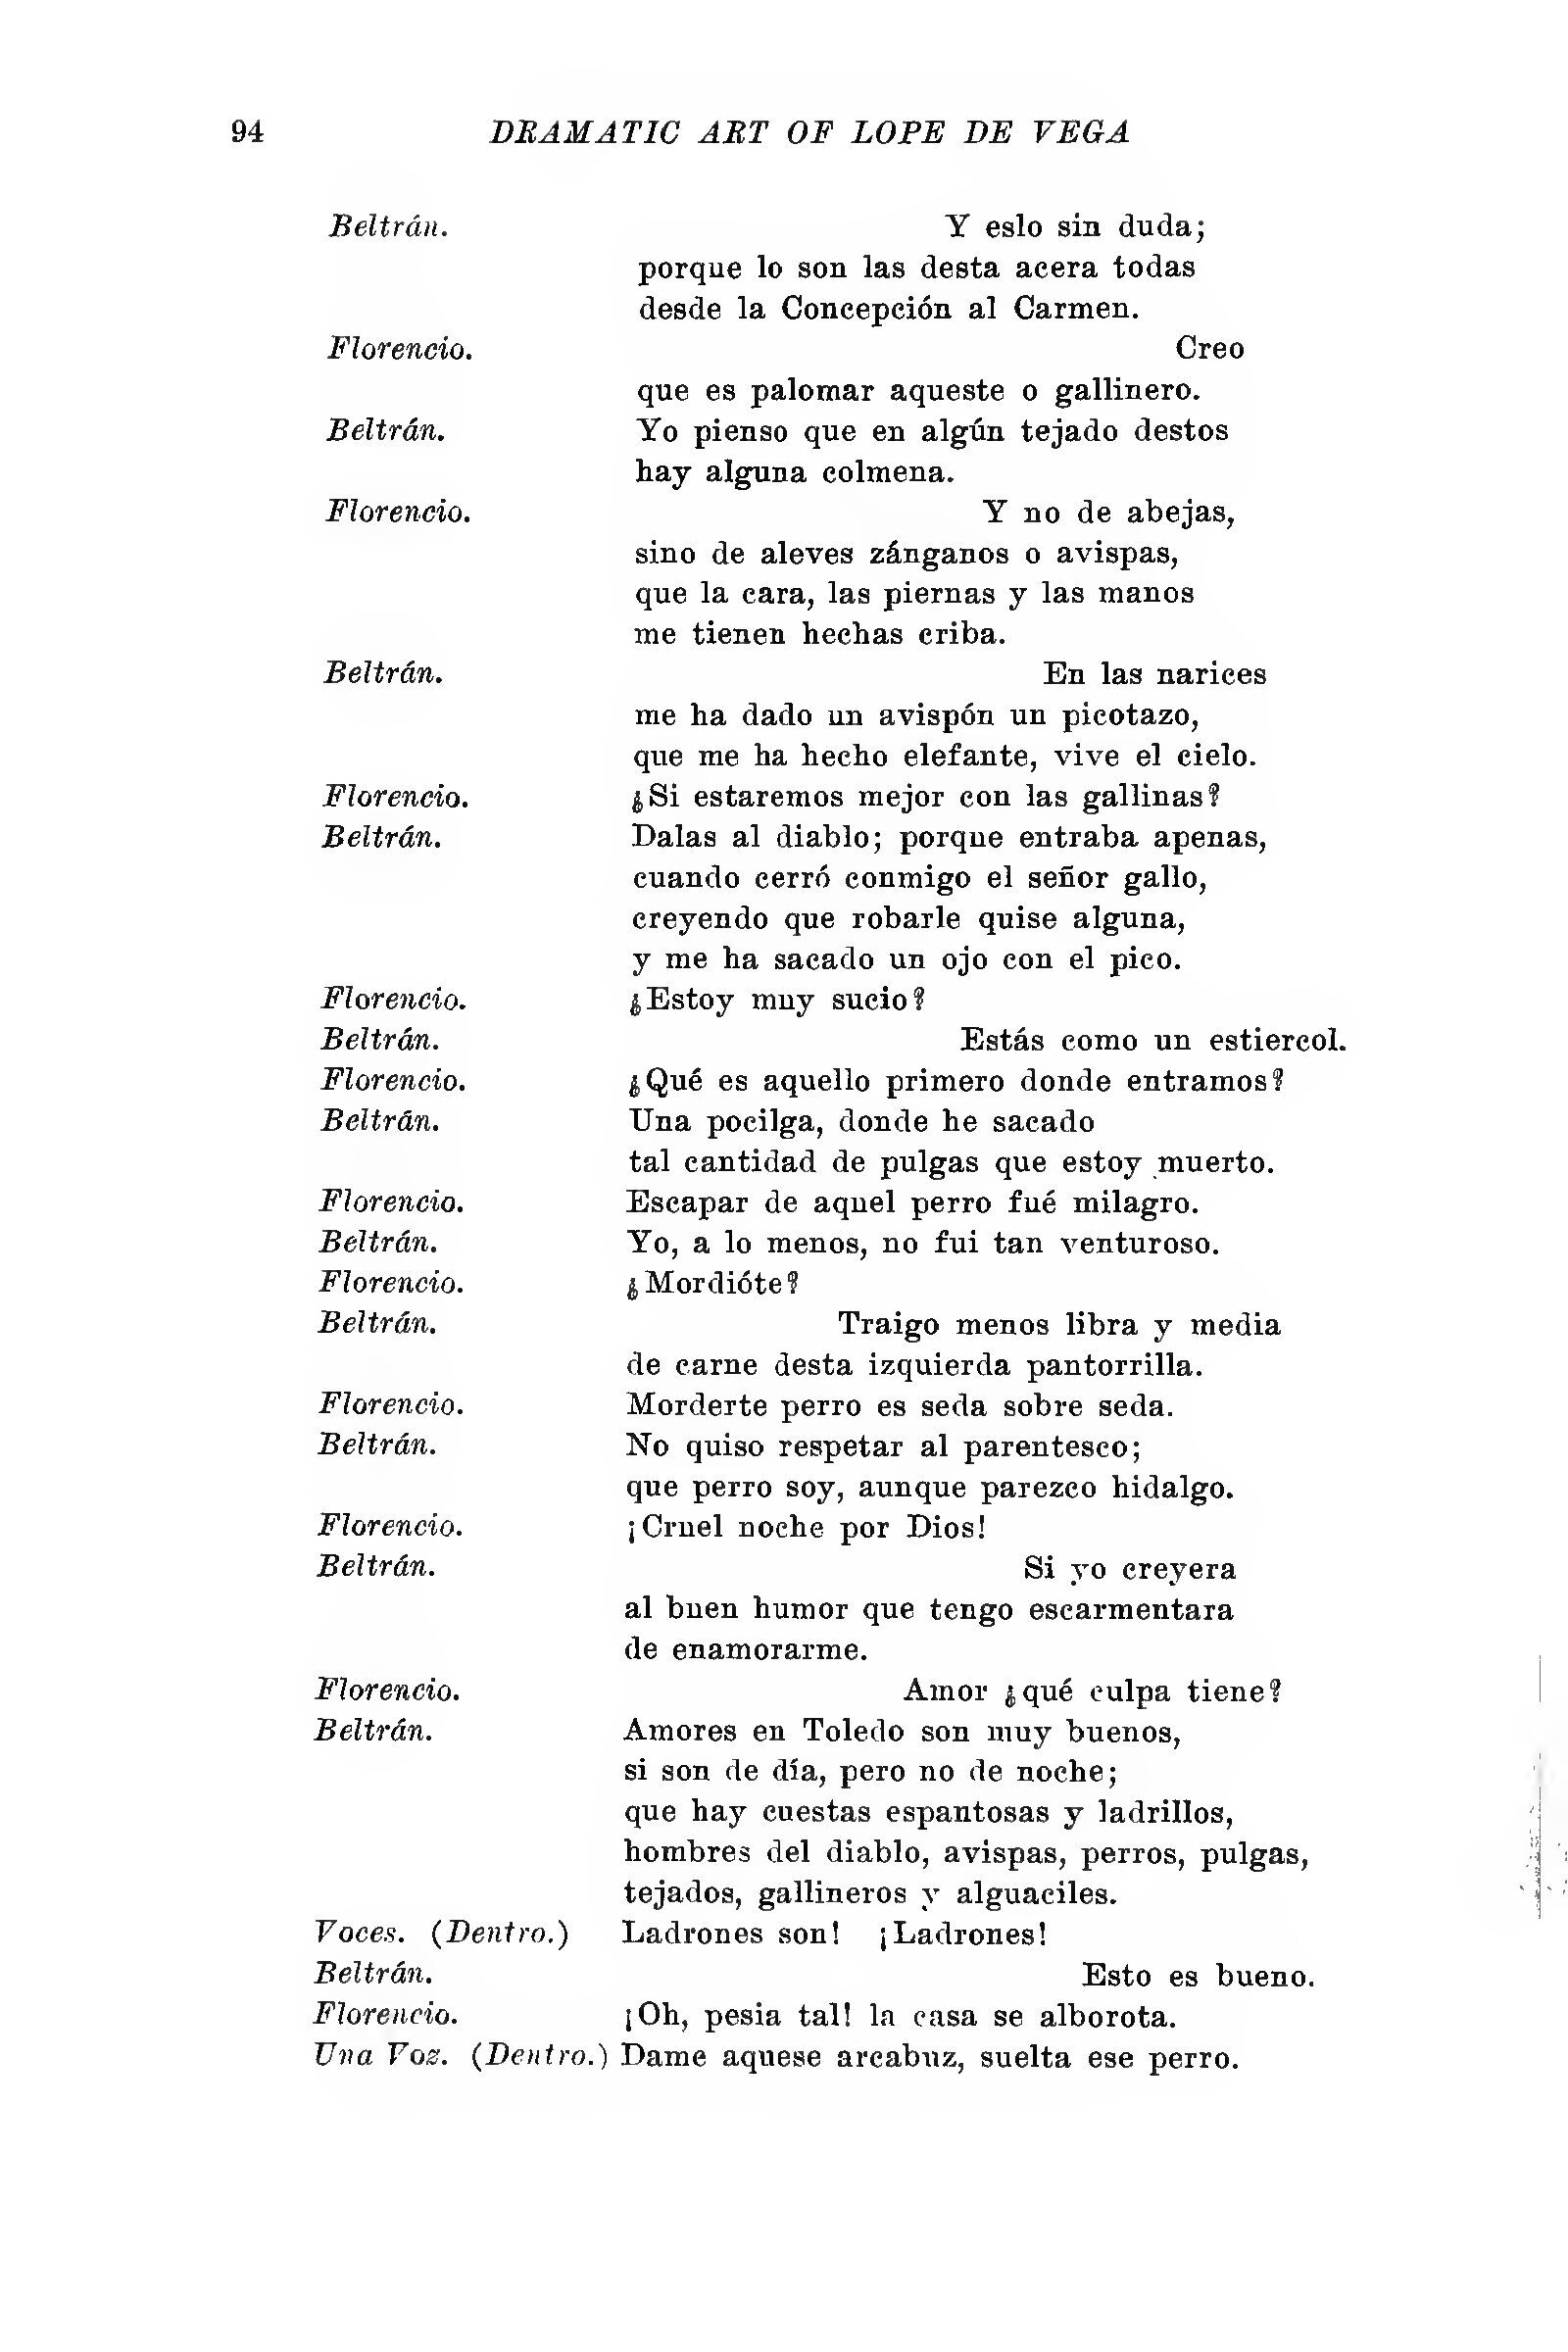 94 DRAMATIC ART OF LOPE DE VEGA
Beltrán. Y eslo sin duda;
porque lo son las desta acera todas
desde la Concepción al Carmen.
Florencio. Creo
que es palomar aqueste o gallinero.
Beltrán. Yo pienso que en algún tejado destos
hay alguna colmena.
Florencio. Y no de abejas,
sino de aleves zánganos o avispas,
que la cara, las piernas y las manos
me tienen hechas criba.
Beltrán. En las narices
me ha dado un avispón un picotazo,
que me ha hecho elefante, vive el cielo.
Florencio. ¿Si estaremos mejor con las gallinas?
Beltrán. Dalas al diablo; porque entraba apenas,
cuando cerró conmigo el señor gallo,
creyendo que robarle quise alguna,
y me ha sacado un ojo con el pico.
Florencio. ¿Estoy muy sucio?
Beltrán. Estás como un estiercol.
Florencio. ¿Qué es aquello primero donde entramos?
Beltrán. Una pocilga, donde he sacado
tal cantidad de pulgas que estoy muerto.
Florencio. Escapar de aquel perro fué milagro.
Beltrán. Yo, a lo menos, no fui tan venturoso.
Florencio. ¿Mordióte?
Beltrán. Traigo menos libra y media
de carne desta izquierda pantorrilla.
Florencio. Morderte perro es seda sobre seda.
Beltrán. No quiso respetar al parentesco;
que perro soy, aunque parezco hidalgo.
Florencio. ¡Cruel noche por Dios!
Beltrán. Si yo creyera
al buen humor que tengo escarmentara
de enamorarme.
Florencio. Amor ¿qué culpa tiene?
Beltrán. Amores en Toledo son muy buenos,
si son de día, pero no de noche;
que hay cuestas espantosas y ladrillos,
hombres del diablo, avispas, perros, pulgas,
tejados, gallineros y alguaciles.
Voces. (Dentro.) Ladrones son! ¡Ladrones!
Beltrán. Esto es bueno.
Florencio. ¡Oh, pesia tal! la casa se alborota.
Una Voz. (Dentro.) Dame aquese arcabuz, suelta ese perro.